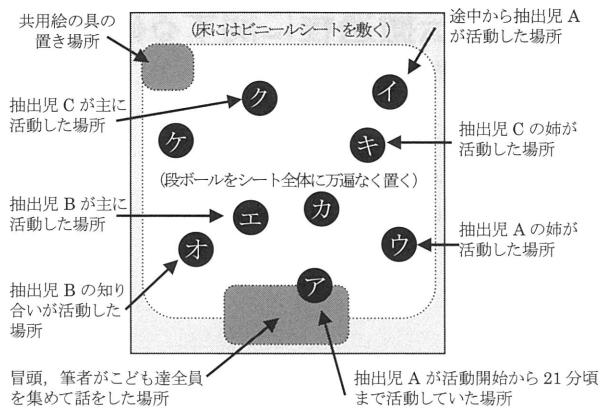 共用絵の具の
置き場所
(床にはビニールシートを敷く)
途中から抽出児 A
が活動した場所
抽出児 C が主に
活動した場所
ク
イ
ケ
キ
抽出児 C の姉が
活動した場所
(段ボールをシート全体に万遍なく置く)
抽出児 B が主に
活動した場所
エ
カ
オ
ウ
抽出児 A の姉が
活動した場所
ア
抽出児 B の知り
合いが活動した
場所
冒頭，筆者がこども達全員
を集めて話をした場所
抽出児 A が活動開始から 21 分頃
まで活動していた場所